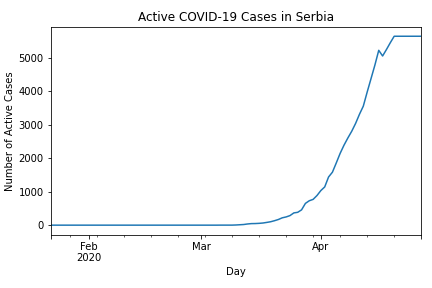 Active COVID-19 Cases in Serbia
Number of Active Cases
5000
4000
3000
2000
1000
0
Feb
2020
Mar
Apr
Day